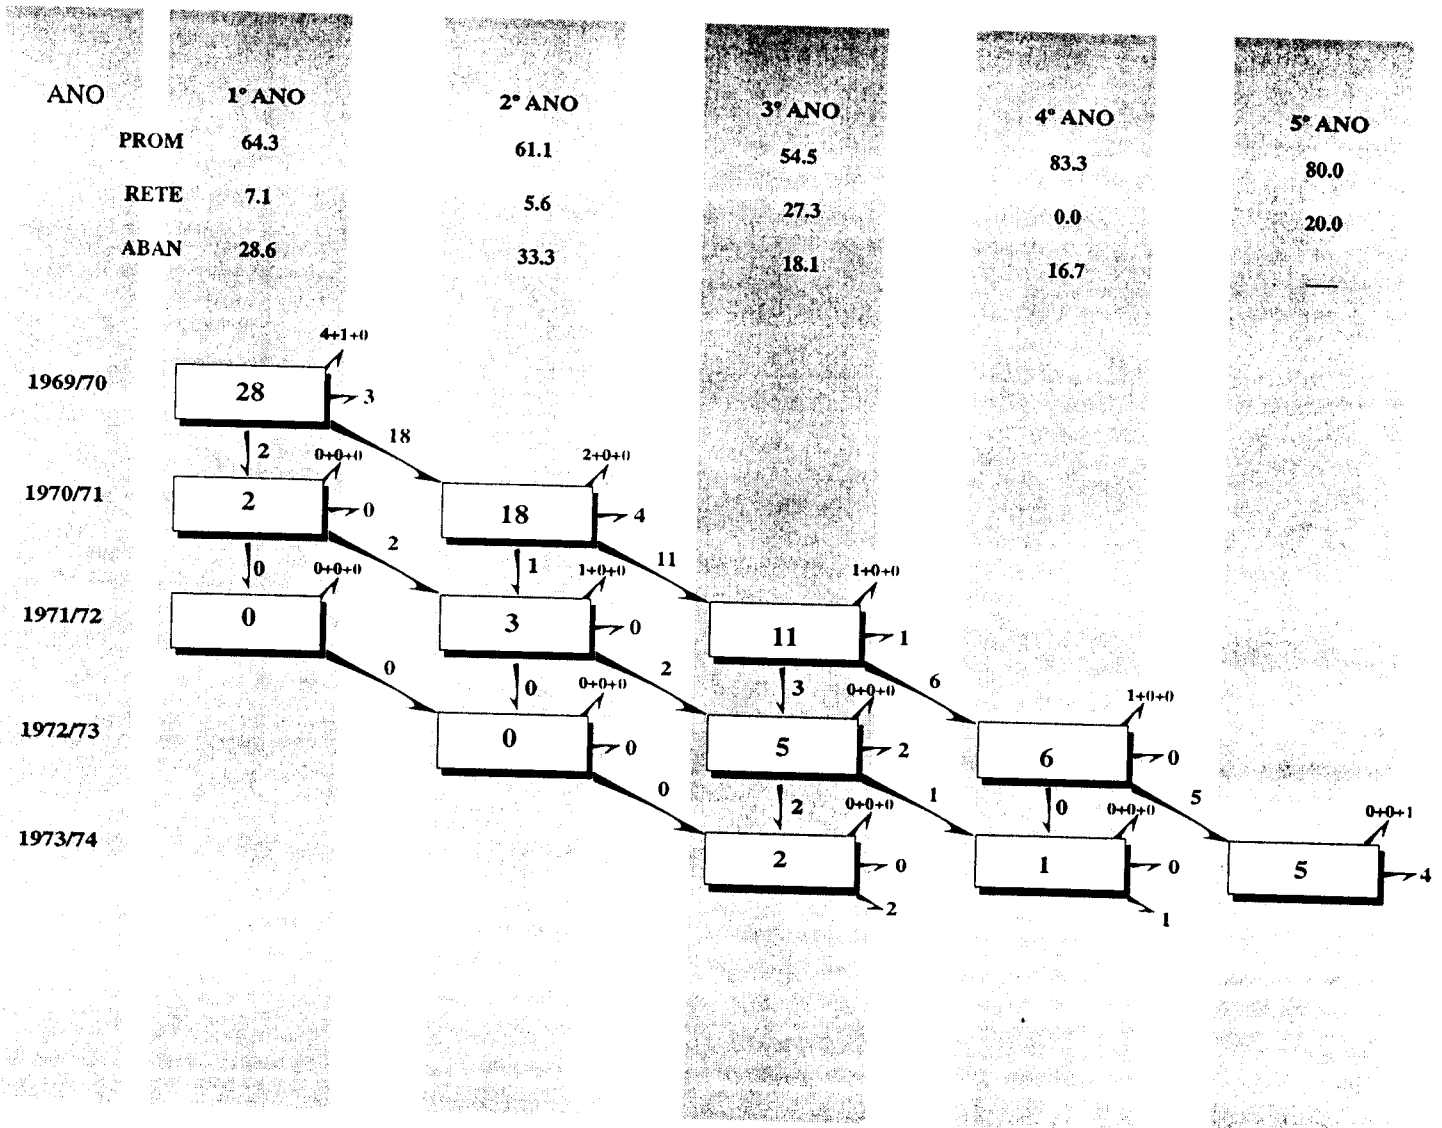 ANO 1º ANO 2º ANO 3º ANO 4º ANO 5º ANO
PROM 64.3 61.1 54.5 83.3 80.0
RETE 7.1 5.6 27.3 0.0 20.0
ABAN 28.6 33.3 18.1 16.7 —
4+1+0
1969/70 28 3
18
2 0+0+0 2+0+0
1970/71 2 0 18 4
2 11
0 0+0+0 1 1+0+0 1+0+0
1971/72 0 3 0 11 1
0 2 6
0 0+0+0 3 0+0+0 1+0+0
1972/73 0 0 5 2 6 0
0 1 5
2 0+0+0 0 0+0+0 0+0+1
1973/74 2 0 1 0 5 4
2 1